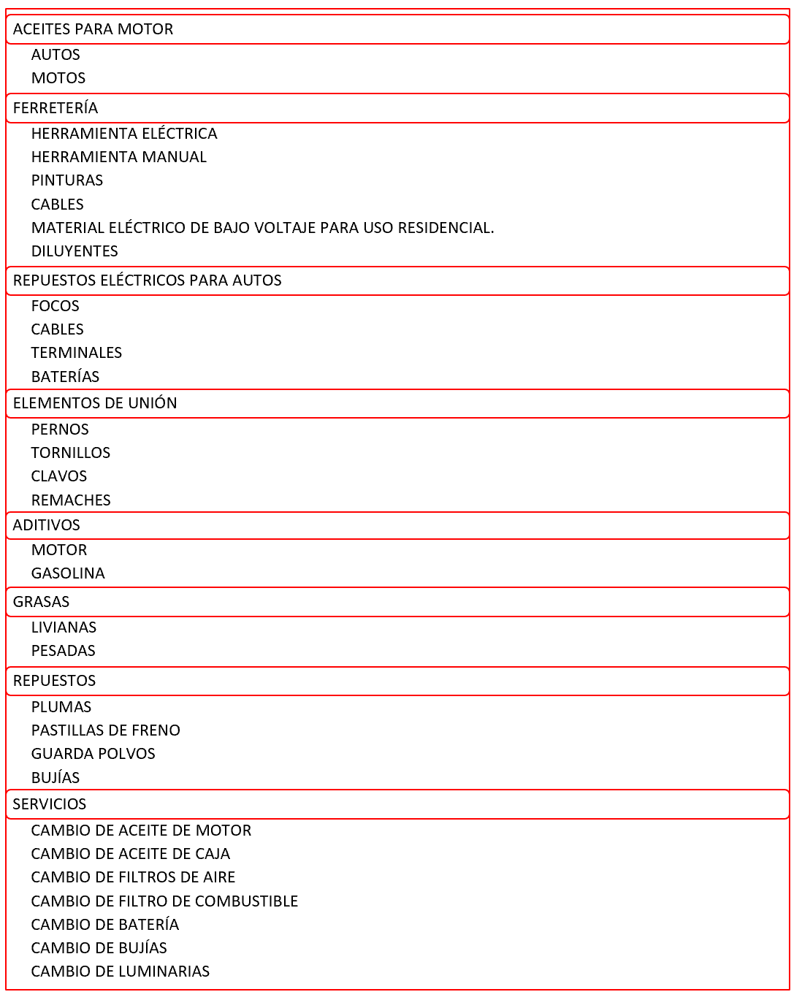 ACEITES PARA MOTOR
AUTOS
MOTOS
FERRETERÍA
HERRAMIENTA ELÉCTRICA
HERRAMIENTA MANUAL
PINTURAS
CABLES
MATERIAL ELÉCTRICO DE BAJO VOLTAJE PARA USO RESIDENCIAL.
DILUYENTES
REPUESTOS ELÉCTRICOS PARA AUTOS
FOCOS
CABLES
TERMINALES
BATERÍAS
ELEMENTOS DE UNIÓN
PERNOS
TORNILLOS
CLAVOS
REMACHES
ADITIVOS
MOTOR
GASOLINA
GRASAS
LIVIANAS
PESADAS
REPUESTOS
PLUMAS
PASTILLAS DE FRENO
GUARDA POLVOS
BUJÍAS
SERVICIOS
CAMBIO DE ACEITE DE MOTOR
CAMBIO DE ACEITE DE CAJA
CAMBIO DE FILTROS DE AIRE
CAMBIO DE FILTRO DE COMBUSTIBLE
CAMBIO DE BATERÍA
CAMBIO DE BUJÍAS
CAMBIO DE LUMINARIAS